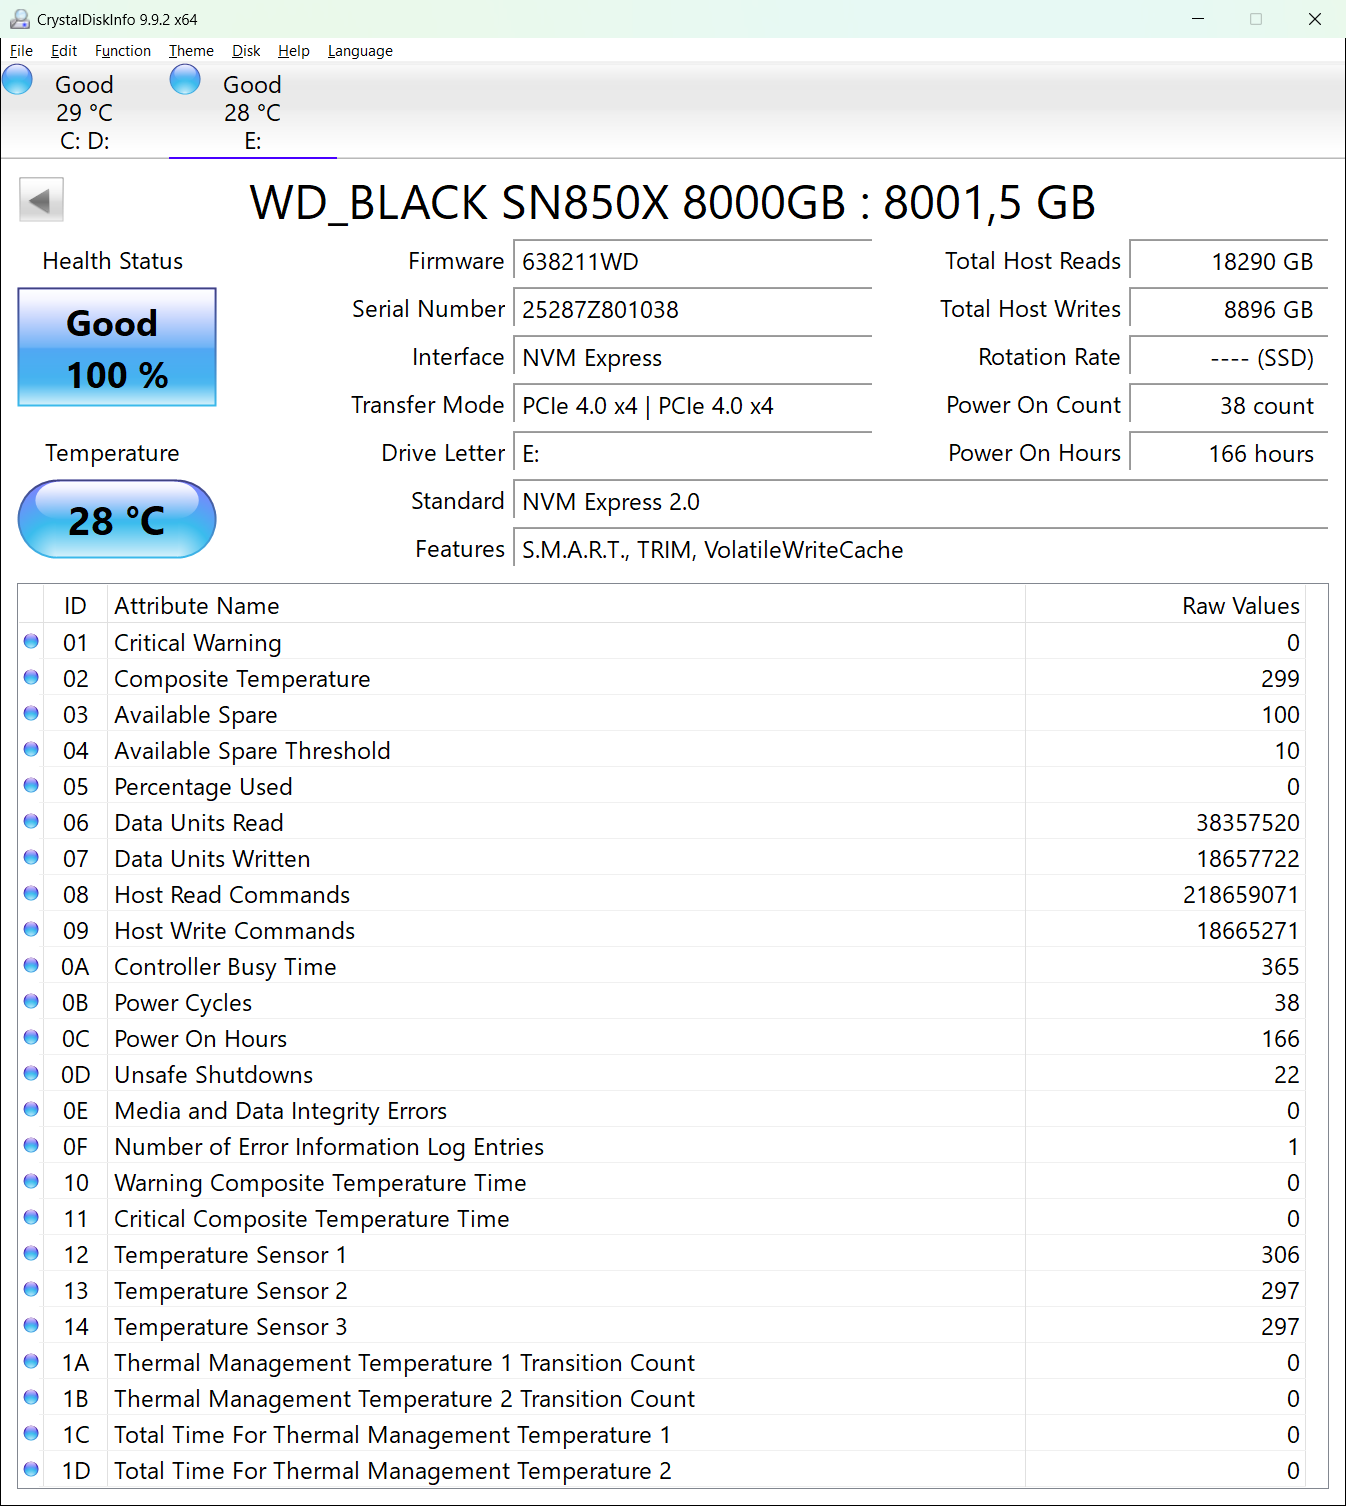 CrystalDiskInfo 9.9.2 x64
File Edit Function Theme Disk Help Language
Good Good
29 °C 28 °C
C: D: E:
WD_BLACK SN850X 8000GB : 8001,5 GB
Health Status Firmware 638211WD Total Host Reads 18290 GB
Good Serial Number 25287Z801038 Total Host Writes 8896 GB
100 % Interface NVM Express Rotation Rate ---- (SSD)
Transfer Mode PCIe 4.0 x4 | PCIe 4.0 x4 Power On Count 38 count
Temperature Drive Letter E: Power On Hours 166 hours
28 °C Standard NVM Express 2.0
Features S.M.A.R.T., TRIM, VolatileWriteCache
ID Attribute Name Raw Values
01 Critical Warning 0
02 Composite Temperature 299
03 Available Spare 100
04 Available Spare Threshold 10
05 Percentage Used 0
06 Data Units Read 38357520
07 Data Units Written 18657722
08 Host Read Commands 218659071
09 Host Write Commands 18665271
0A Controller Busy Time 365
0B Power Cycles 38
0C Power On Hours 166
0D Unsafe Shutdowns 22
0E Media and Data Integrity Errors 0
0F Number of Error Information Log Entries 1
10 Warning Composite Temperature Time 0
11 Critical Composite Temperature Time 0
12 Temperature Sensor 1 306
13 Temperature Sensor 2 297
14 Temperature Sensor 3 297
1A Thermal Management Temperature 1 Transition Count 0
1B Thermal Management Temperature 2 Transition Count 0
1C Total Time For Thermal Management Temperature 1 0
1D Total Time For Thermal Management Temperature 2 0